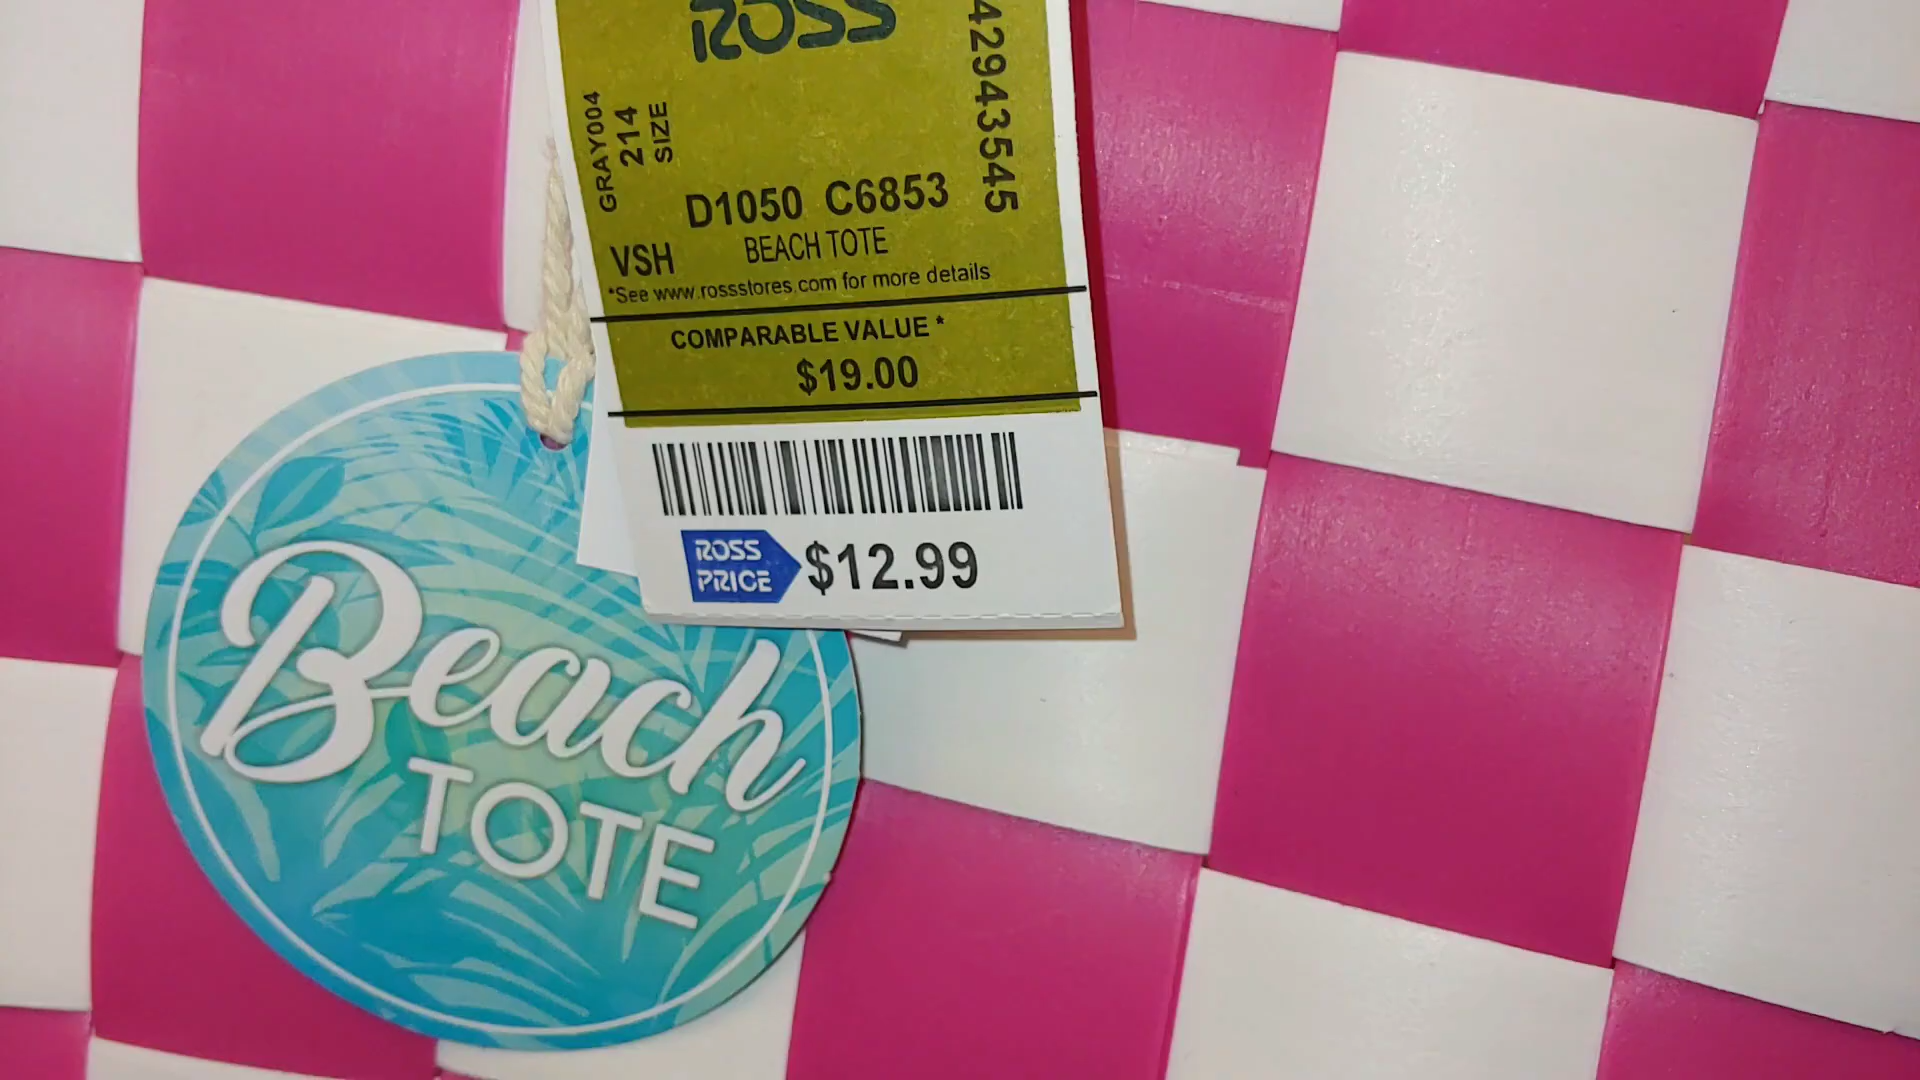 ROSS
GRAY004
214
SIZE
42943545
D1050 C6853
VSH BEACH TOTE
*See www.rossstores.com for more details
COMPARABLE VALUE *
$19.00
ROSS
PRICE
$12.99
Beach
TOTE